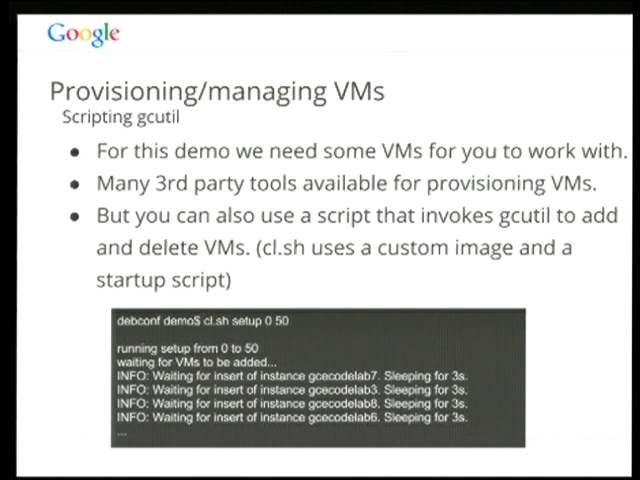 Google
Provisioning/managing VMs
Scripting gcutil
● For this demo we need some VMs for you to work with.
● Many 3rd party tools available for provisioning VMs.
● But you can also use a script that invokes gcutil to add
and delete VMs. (cl.sh uses a custom image and a
startup script)
debconf demo$ cl.sh setup 0 50
running setup from 0 to 50
waiting for VMs to be added...
INFO: Waiting for insert of instance gcecodelab7. Sleeping for 3s.
INFO: Waiting for insert of instance gcecodelab3. Sleeping for 3s.
INFO: Waiting for insert of instance gcecodelab8. Sleeping for 3s.
INFO: Waiting for insert of instance gcecodelab6. Sleeping for 3s.
...